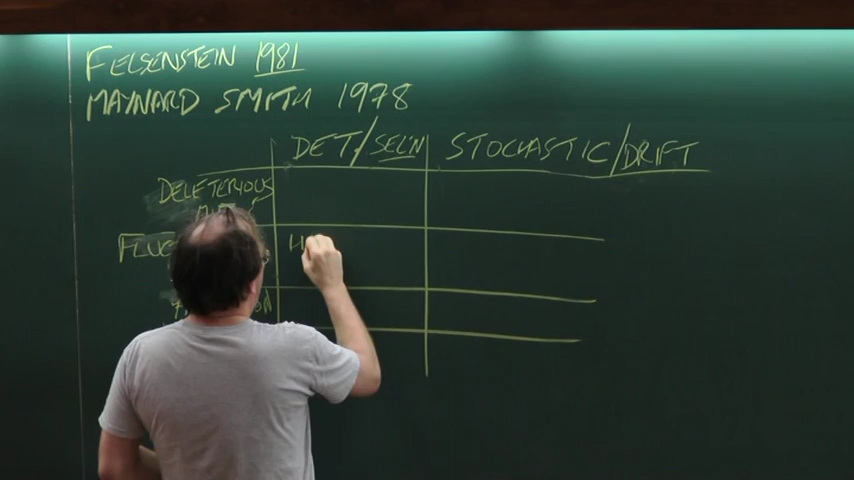 FELSENSTEIN 1981
MAYNARD SMITH 1978
DET/SEL'N STOCHASTIC/DRIFT
DELETERIOUS